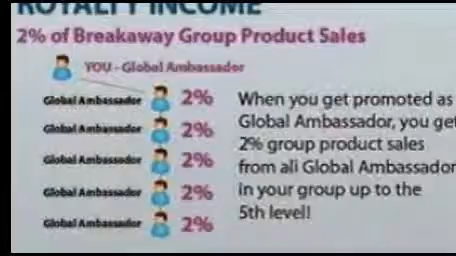 ROYALTY INCOME
2% of Breakaway Group Product Sales
YOU - Global Ambassador
Global Ambassador 2%
Global Ambassador 2%
Global Ambassador 2%
Global Ambassador 2%
Global Ambassador 2%
When you get promoted as
Global Ambassador, you get
2% group product sales
from all Global Ambassador
in your group up to the
5th level!